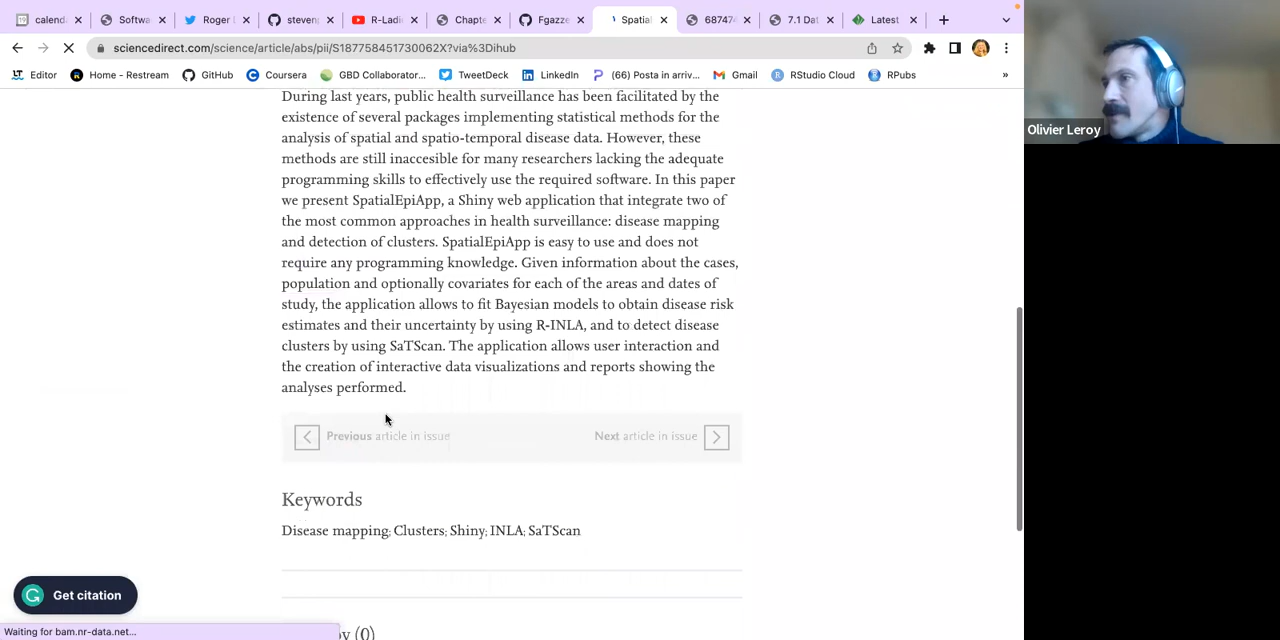 calend
Softwa
Roger
steven
R-Ladi
Chapte
Fgazze
Spatial
68747
7.1 Dat
Latest
sciencedirect.com/science/article/abs/pii/S187758451730062X?via%3Dihub
Editor
Home - Restream
GitHub
Coursera
GBD Collaborator...
TweetDeck
LinkedIn
(66) Posta in arriv...
Gmail
RStudio Cloud
RPubs
»
During last years, public health surveillance has been facilitated by the
existence of several packages implementing statistical methods for the
analysis of spatial and spatio-temporal disease data. However, these
methods are still inaccesible for many researchers lacking the adequate
programming skills to effectively use the required software. In this paper
we present SpatialEpiApp, a Shiny web application that integrate two of
the most common approaches in health surveillance: disease mapping
and detection of clusters. SpatialEpiApp is easy to use and does not
require any programming knowledge. Given information about the cases,
population and optionally covariates for each of the areas and dates of
study, the application allows to fit Bayesian models to obtain disease risk
estimates and their uncertainty by using R-INLA, and to detect disease
clusters by using SaTScan. The application allows user interaction and
the creation of interactive data visualizations and reports showing the
analyses performed.
Previous article in issue
Next article in issue
Keywords
Disease mapping; Clusters; Shiny; INLA; SaTScan
Get citation
Waiting for bam.nr-data.net...
(0)
Olivier Leroy